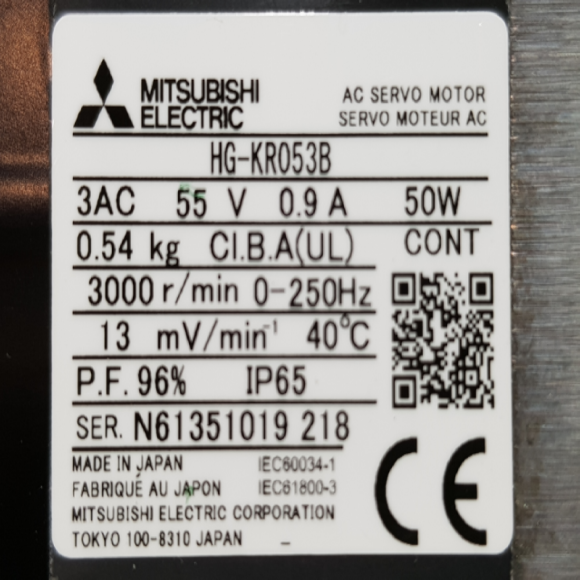 MITSUBISHI
ELECTRIC
AC SERVO MOTOR
SERVO MOTEUR AC
HG-KR053B
3AC 55 V 0.9 A 50W
0.54 kg Cl.B.A(UL) CONT
3000 r/min 0-250Hz
13 mV/min⁻¹ 40°C
P.F. 96% IP65
SER. N61351019 218
MADE IN JAPAN IEC60034-1
FABRIQUÉ AU JAPON IEC61800-3
MITSUBISHI ELECTRIC CORPORATION
TOKYO 100-8310 JAPAN _
CE